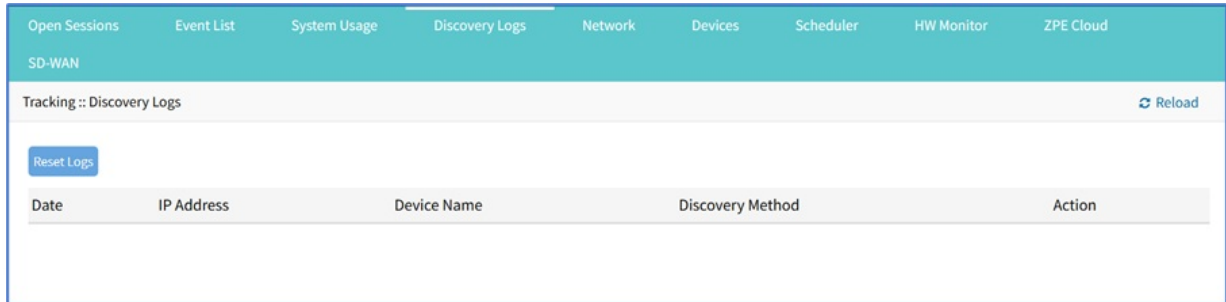 Open Sessions Event List System Usage Discovery Logs Network Devices Scheduler HW Monitor ZPE Cloud
SD-WAN
Tracking :: Discovery Logs Reload
Reset Logs
Date IP Address Device Name Discovery Method Action